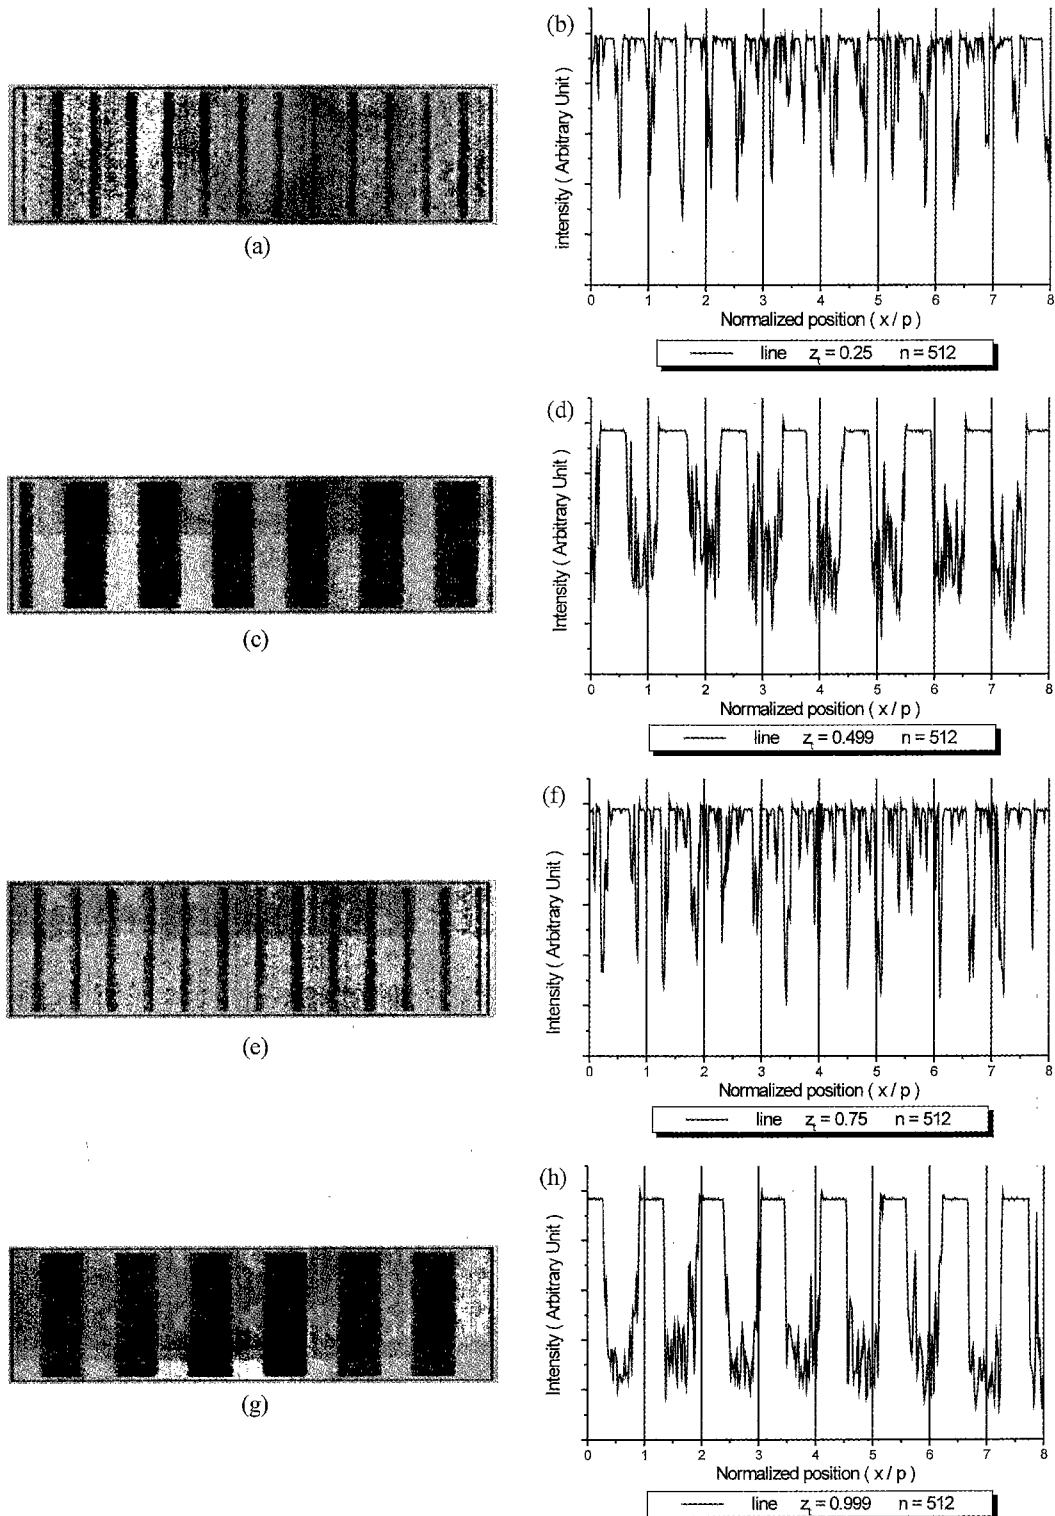 (a)
(b)
intensity ( Arbitrary Unit )
0 1 2 3 4 5 6 7 8
Normalized position ( x / p )
line z_t = 0.25 n = 512
(c)
(d)
Intensity ( Arbitrary Unit )
0 1 2 3 4 5 6 7 8
Normalized position ( x / p )
line z_t = 0.499 n = 512
(e)
(f)
Intensity ( Arbitrary Unit )
0 1 2 3 4 5 6 7 8
Normalized position ( x / p )
line z_t = 0.75 n = 512
(g)
(h)
Intensity ( Arbitrary Unit )
0 1 2 3 4 5 6 7 8
Normalized position ( x / p )
line z_t = 0.999 n = 512